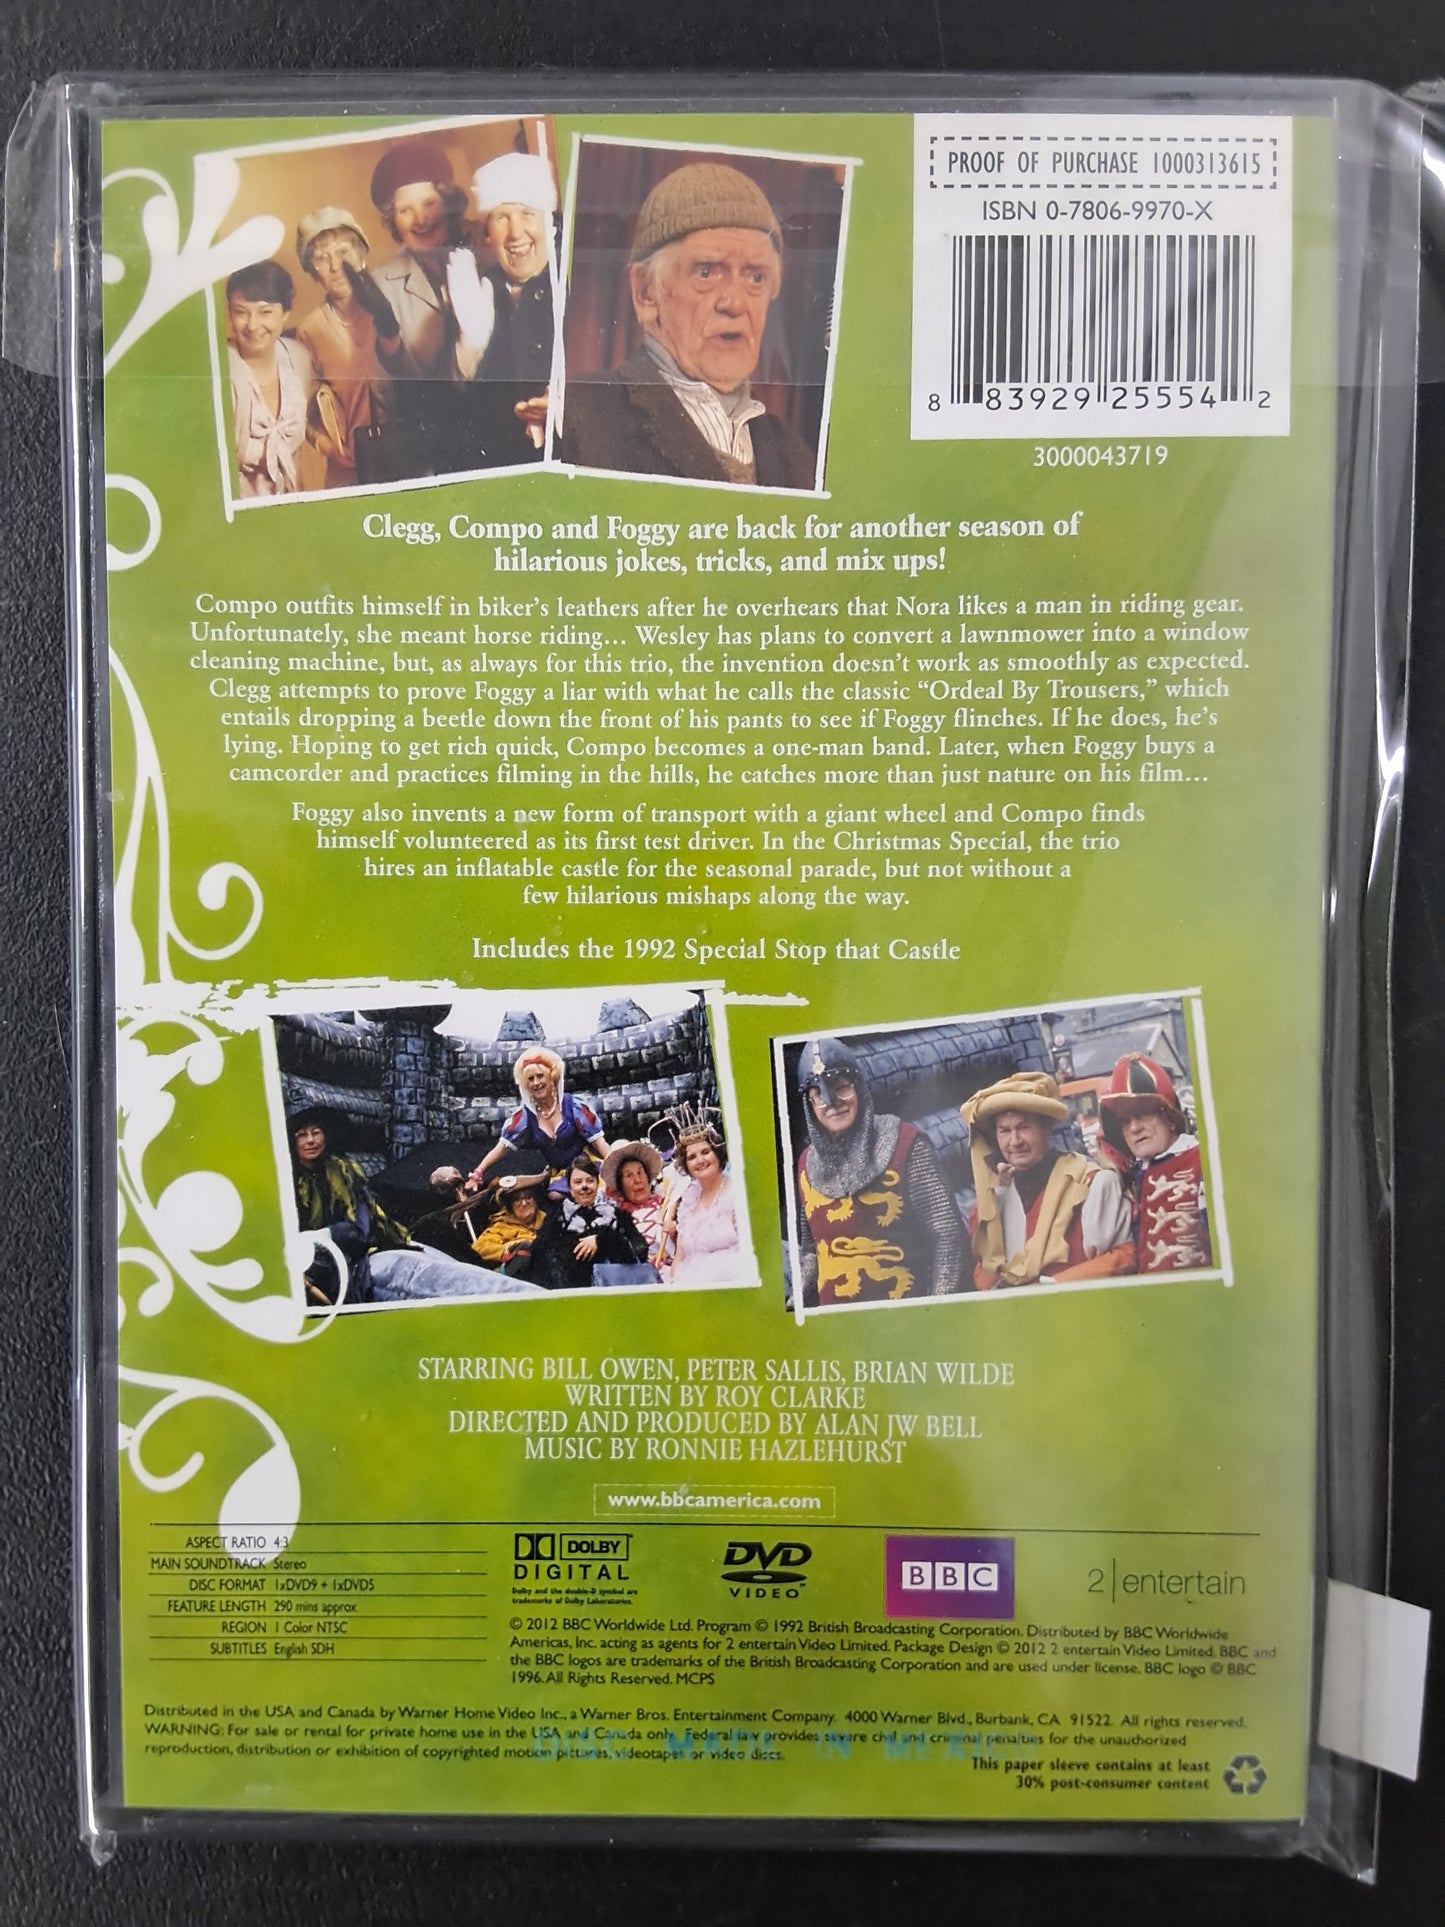 PROOF OF PURCHASE 1000313615
ISBN 0-7806-9970-X
8 83929 25554 2
3000043719
Clegg, Compo and Foggy are back for another season of
hilarious jokes, tricks, and mix ups!
Compo outfits himself in biker's leathers after he overhears that Nora likes a man in riding gear.
Unfortunately, she meant horse riding... Wesley has plans to convert a lawnmower into a window
cleaning machine, but, as always for this trio, the invention doesn't work as smoothly as expected.
Clegg attempts to prove Foggy a liar with what he calls the classic “Ordeal By Trousers,” which
entails dropping a beetle down the front of his pants to see if Foggy flinches. If he does, he's
lying. Hoping to get rich quick, Compo becomes a one-man band. Later, when Foggy buys a
camcorder and practices filming in the hills, he catches more than just nature on his film...
Foggy also invents a new form of transport with a giant wheel and Compo finds
himself volunteered as its first test driver. In the Christmas Special, the trio
hires an inflatable castle for the seasonal parade, but not without a
few hilarious mishaps along the way.
Includes the 1992 Special Stop that Castle
STARRING BILL OWEN, PETER SALLIS, BRIAN WILDE
WRITTEN BY ROY CLARKE
DIRECTED AND PRODUCED BY ALAN JW BELL
MUSIC BY RONNIE HAZLEHURST
www.bbcamerica.com
ASPECT RATIO 4:3
MAIN SOUNDTRACK Stereo
DISC FORMAT 1xDVD9 + 1xDVD5
FEATURE LENGTH 290 mins approx
REGION 1 Color NTSC
SUBTITLES English SDH
DOLBY
DIGITAL
Dolby and the double-D symbol are
trademarks of Dolby Laboratories.
DVD
VIDEO
BBC
2 entertain
© 2012 BBC Worldwide Ltd. Program © 1992 British Broadcasting Corporation. Distributed by BBC Worldwide
Americas, Inc. acting as agents for 2 entertain Video Limited. Package Design © 2012 2 entertain Video Limited. BBC and
the BBC logos are trademarks of the British Broadcasting Corporation and are used under license. BBC logo © BBC
1996. All Rights Reserved. MCPS
Distributed in the USA and Canada by Warner Home Video Inc., a Warner Bros. Entertainment Company. 4000 Warner Blvd., Burbank, CA 91522. All rights reserved.
WARNING: For sale or rental for private home use in the USA and Canada only. Federal law provides severe civil and criminal penalties for the unauthorized
reproduction, distribution or exhibition of copyrighted motion pictures, videotapes or video discs.
MADE IN
This paper sleeve contains at least
30% post-consumer content